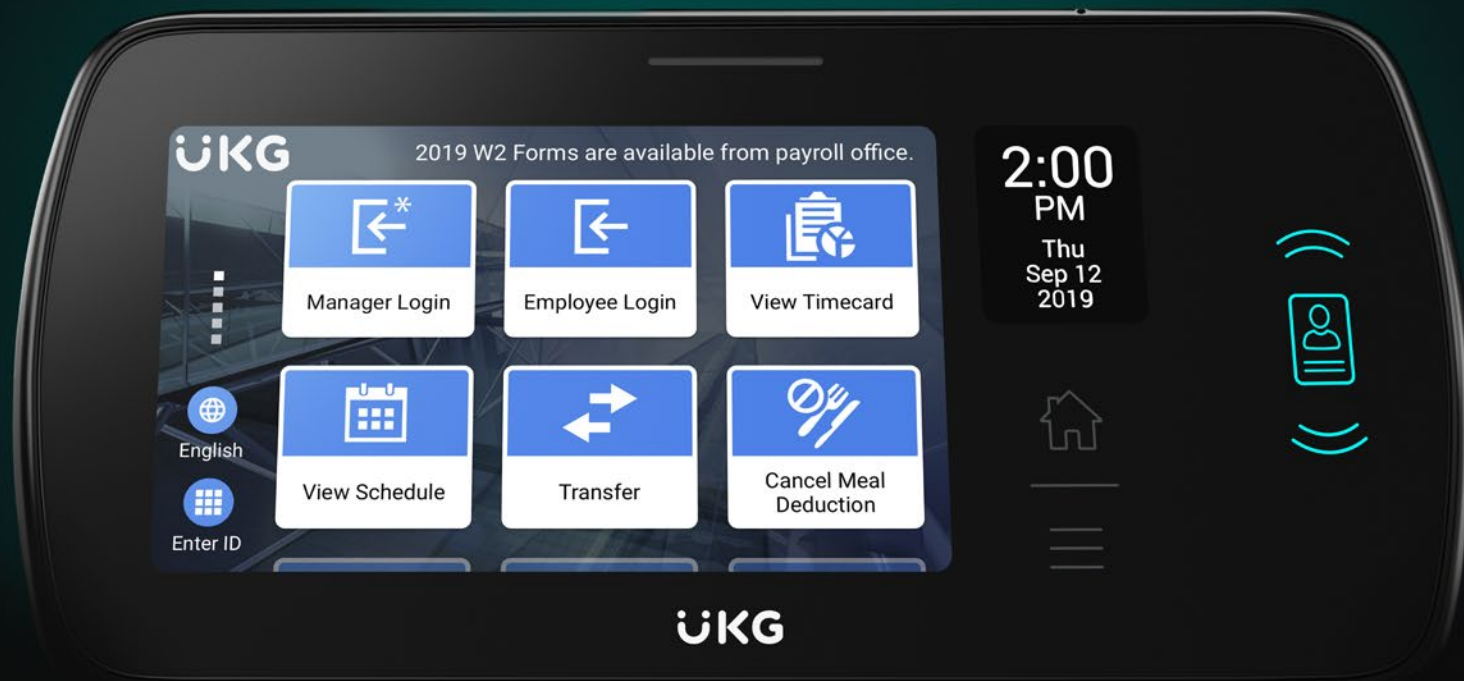 UKG
2019 W2 Forms are available from payroll office.
Manager Login
Employee Login
View Timecard
English
Enter ID
View Schedule
Transfer
Cancel Meal
Deduction
2:00
PM
Thu
Sep 12
2019
UKG